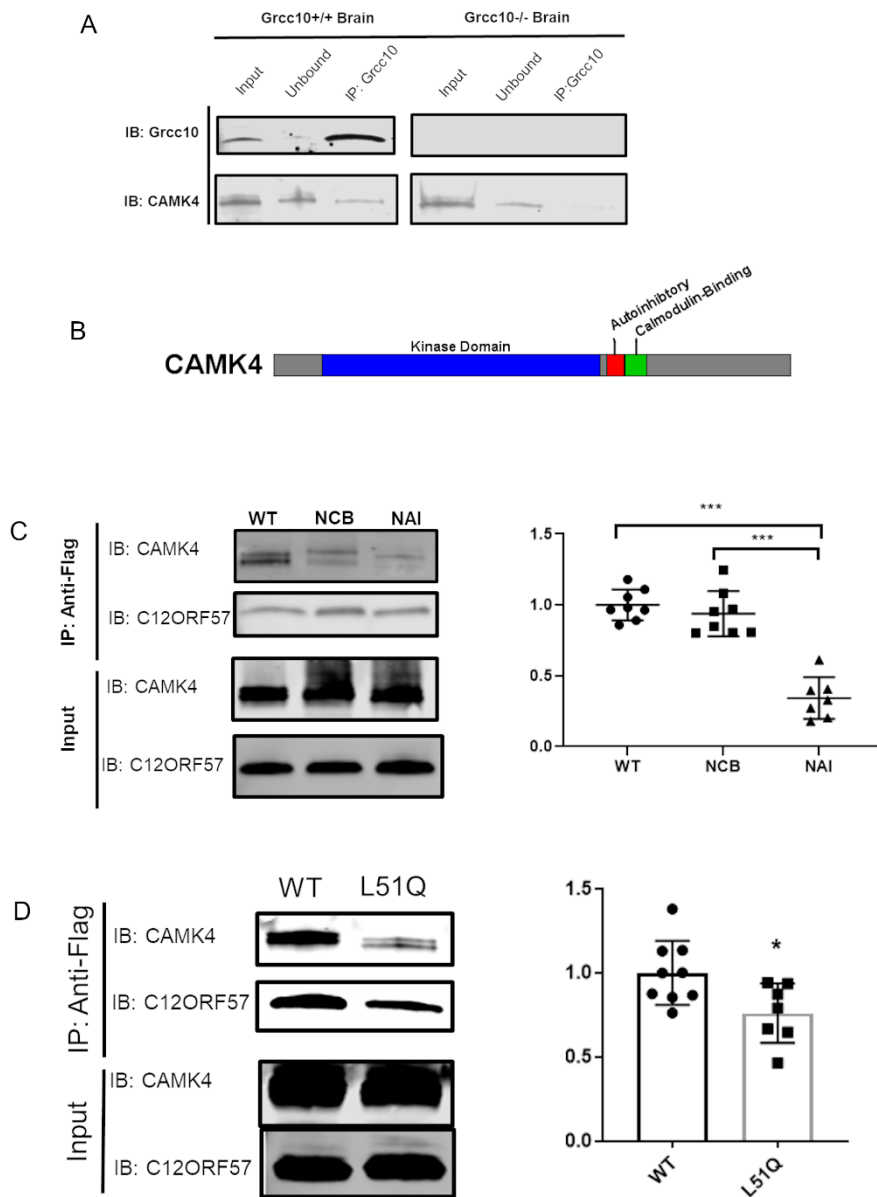 A
Grcc10+/+ Brain
Grcc10-/- Brain
Input
Unbound
IP: Grcc10
Input
Unbound
IP:Grcc10
IB: Grcc10
IB: CAMK4
B
Autoinhibtory
Calmodulin-Binding
Kinase Domain
CAMK4
C
WT NCB NAI
IP: Anti-Flag
IB: CAMK4
IB: C12ORF57
Input
IB: CAMK4
IB: C12ORF57
***
***
1.5
1.0
0.5
0.0
WT NCB NAI
D
WT L51Q
IP: Anti-Flag
IB: CAMK4
IB: C12ORF57
Input
IB: CAMK4
IB: C12ORF57
1.5
*
1.0
0.5
0.0
WT
L51Q